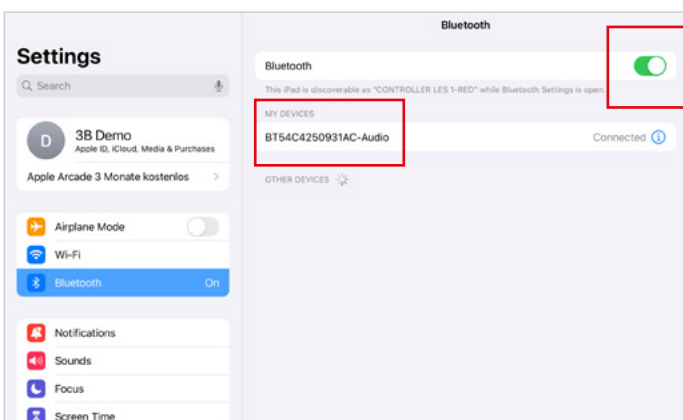 Settings
Search
D
3B Demo
Apple ID, iCloud, Media & Purchases
Apple Arcade 3 Monate kostenlos
Airplane Mode
Wi-Fi
Bluetooth On
Notifications
Sounds
Focus
Screen Time
Bluetooth
Bluetooth
This iPad is discoverable as "CONTROLLER LES 1-RED" while Bluetooth Settings is open.
MY DEVICES
BT54C4250931AC-Audio Connected
OTHER DEVICES